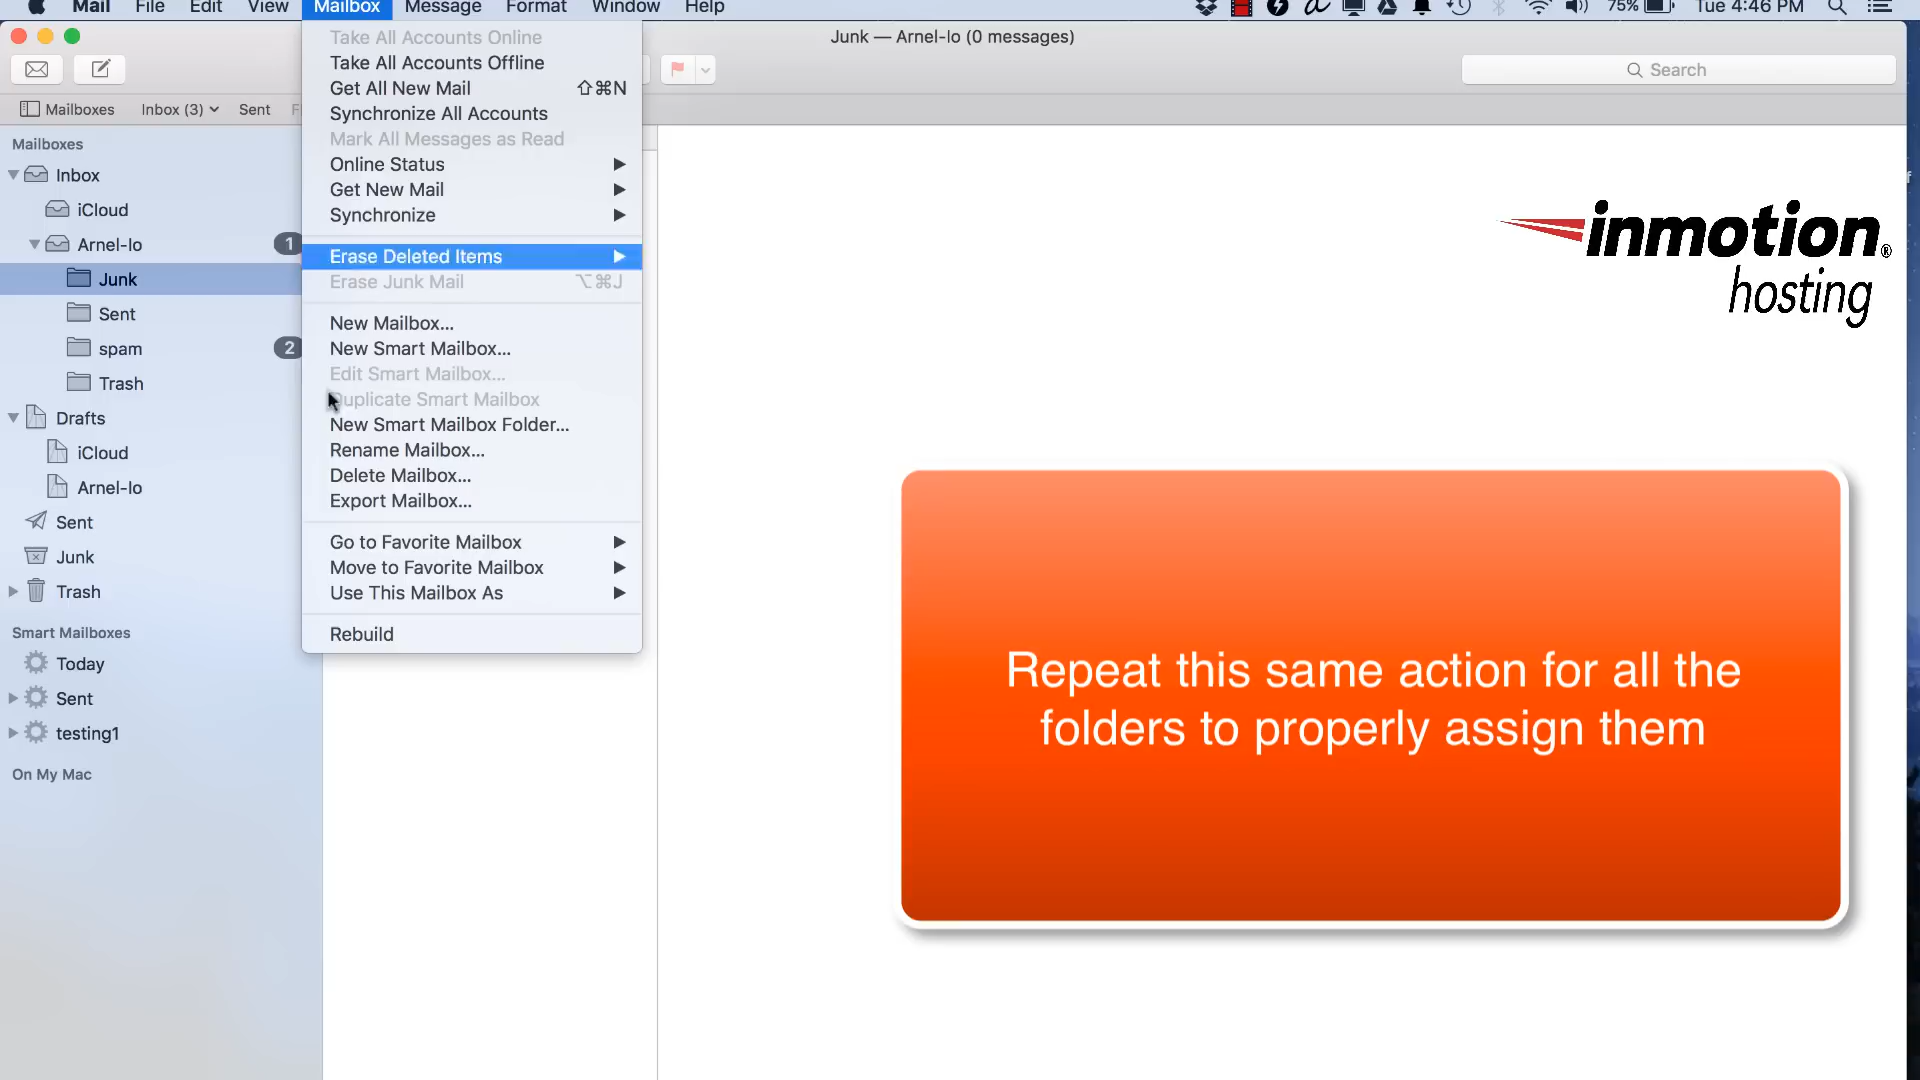 Mail File Edit View Mailbox Message Format Window Help 75% Tue 4:46 PM
Junk — Arnel-Io (0 messages)
Search
Mailboxes Inbox (3) Sent
Mailboxes
Inbox
iCloud
Arnel-Io 1
Junk
Sent
spam 2
Trash
Drafts
iCloud
Arnel-Io
Sent
Junk
Trash
Smart Mailboxes
Today
Sent
testing1
On My Mac
Take All Accounts Online
Take All Accounts Offline
Get All New Mail ⇧⌘N
Synchronize All Accounts
Mark All Messages as Read
Online Status
Get New Mail
Synchronize
Erase Deleted Items
Erase Junk Mail ⌥⌘J
New Mailbox...
New Smart Mailbox...
Edit Smart Mailbox...
Duplicate Smart Mailbox
New Smart Mailbox Folder...
Rename Mailbox...
Delete Mailbox...
Export Mailbox...
Go to Favorite Mailbox
Move to Favorite Mailbox
Use This Mailbox As
Rebuild
inmotion®
hosting
Repeat this same action for all the
folders to properly assign them